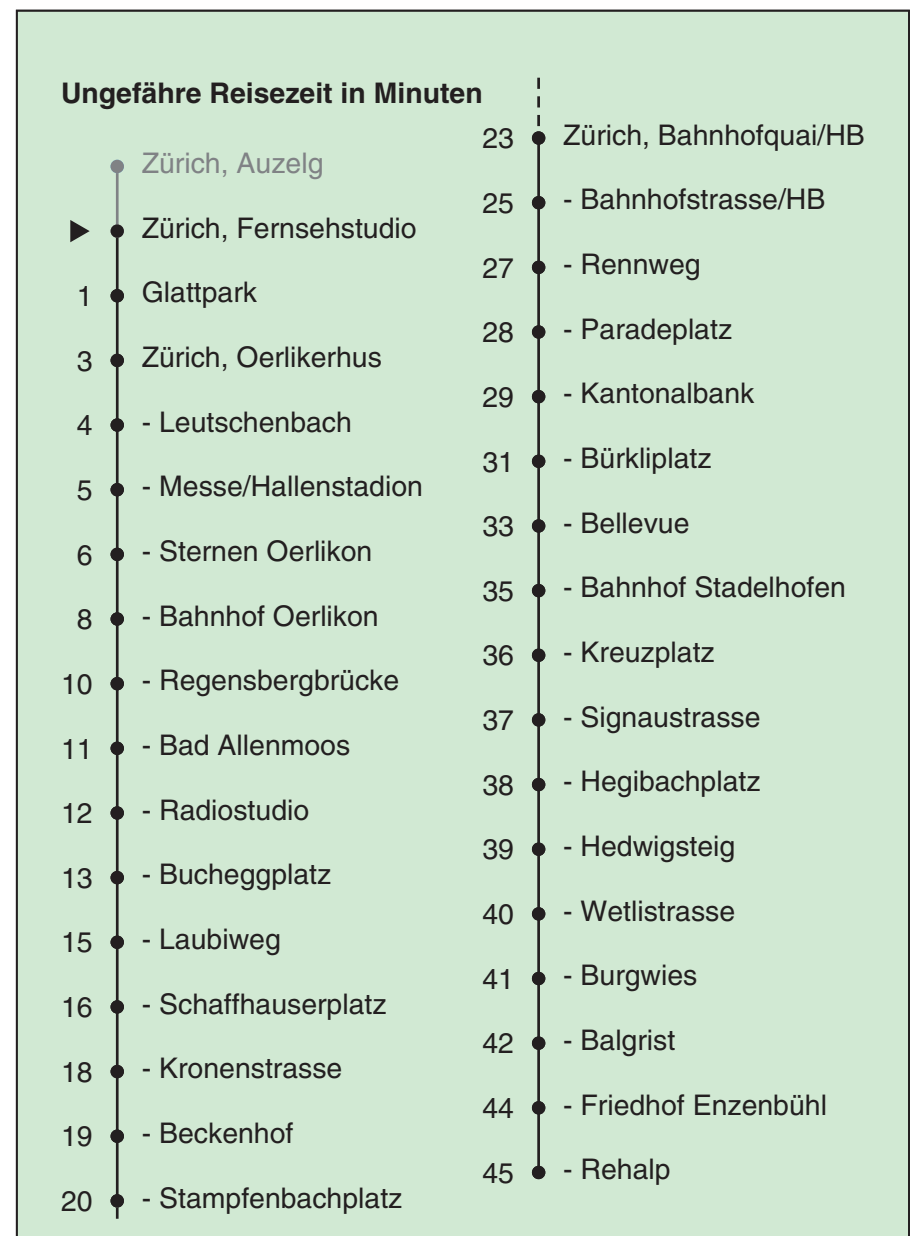 Ungefähre Reisezeit in Minuten
Zürich, Auzelg
Zürich, Fernsehstudio
1 Glattpark
3 Zürich, Oerlikerhus
4 - Leutschenbach
5 - Messe/Hallenstadion
6 - Sternen Oerlikon
8 - Bahnhof Oerlikon
10 - Regensbergbrücke
11 - Bad Allenmoos
12 - Radiostudio
13 - Bucheggplatz
15 - Laubiweg
16 - Schaffhauserplatz
18 - Kronenstrasse
19 - Beckenhof
20 - Stampfenbachplatz
23 Zürich, Bahnhofquai/HB
25 - Bahnhofstrasse/HB
27 - Rennweg
28 - Paradeplatz
29 - Kantonalbank
31 - Bürkliplatz
33 - Bellevue
35 - Bahnhof Stadelhofen
36 - Kreuzplatz
37 - Signaustrasse
38 - Hegibachplatz
39 - Hedwigsteig
40 - Wetlistrasse
41 - Burgwies
42 - Balgrist
44 - Friedhof Enzenbühl
45 - Rehalp